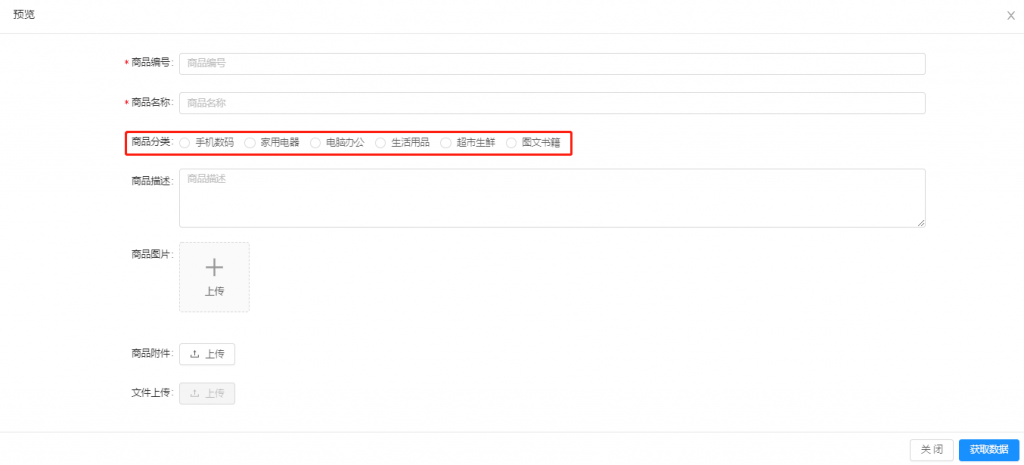 预览
* 商品编号: 商品编号
* 商品名称: 商品名称
商品分类: 手机数码 家用电器 电脑办公 生活用品 超市生鲜 图文书籍
商品描述: 商品描述
商品图片:
上传
商品附件: 上传
文件上传: 上传
关 闭 获取数据